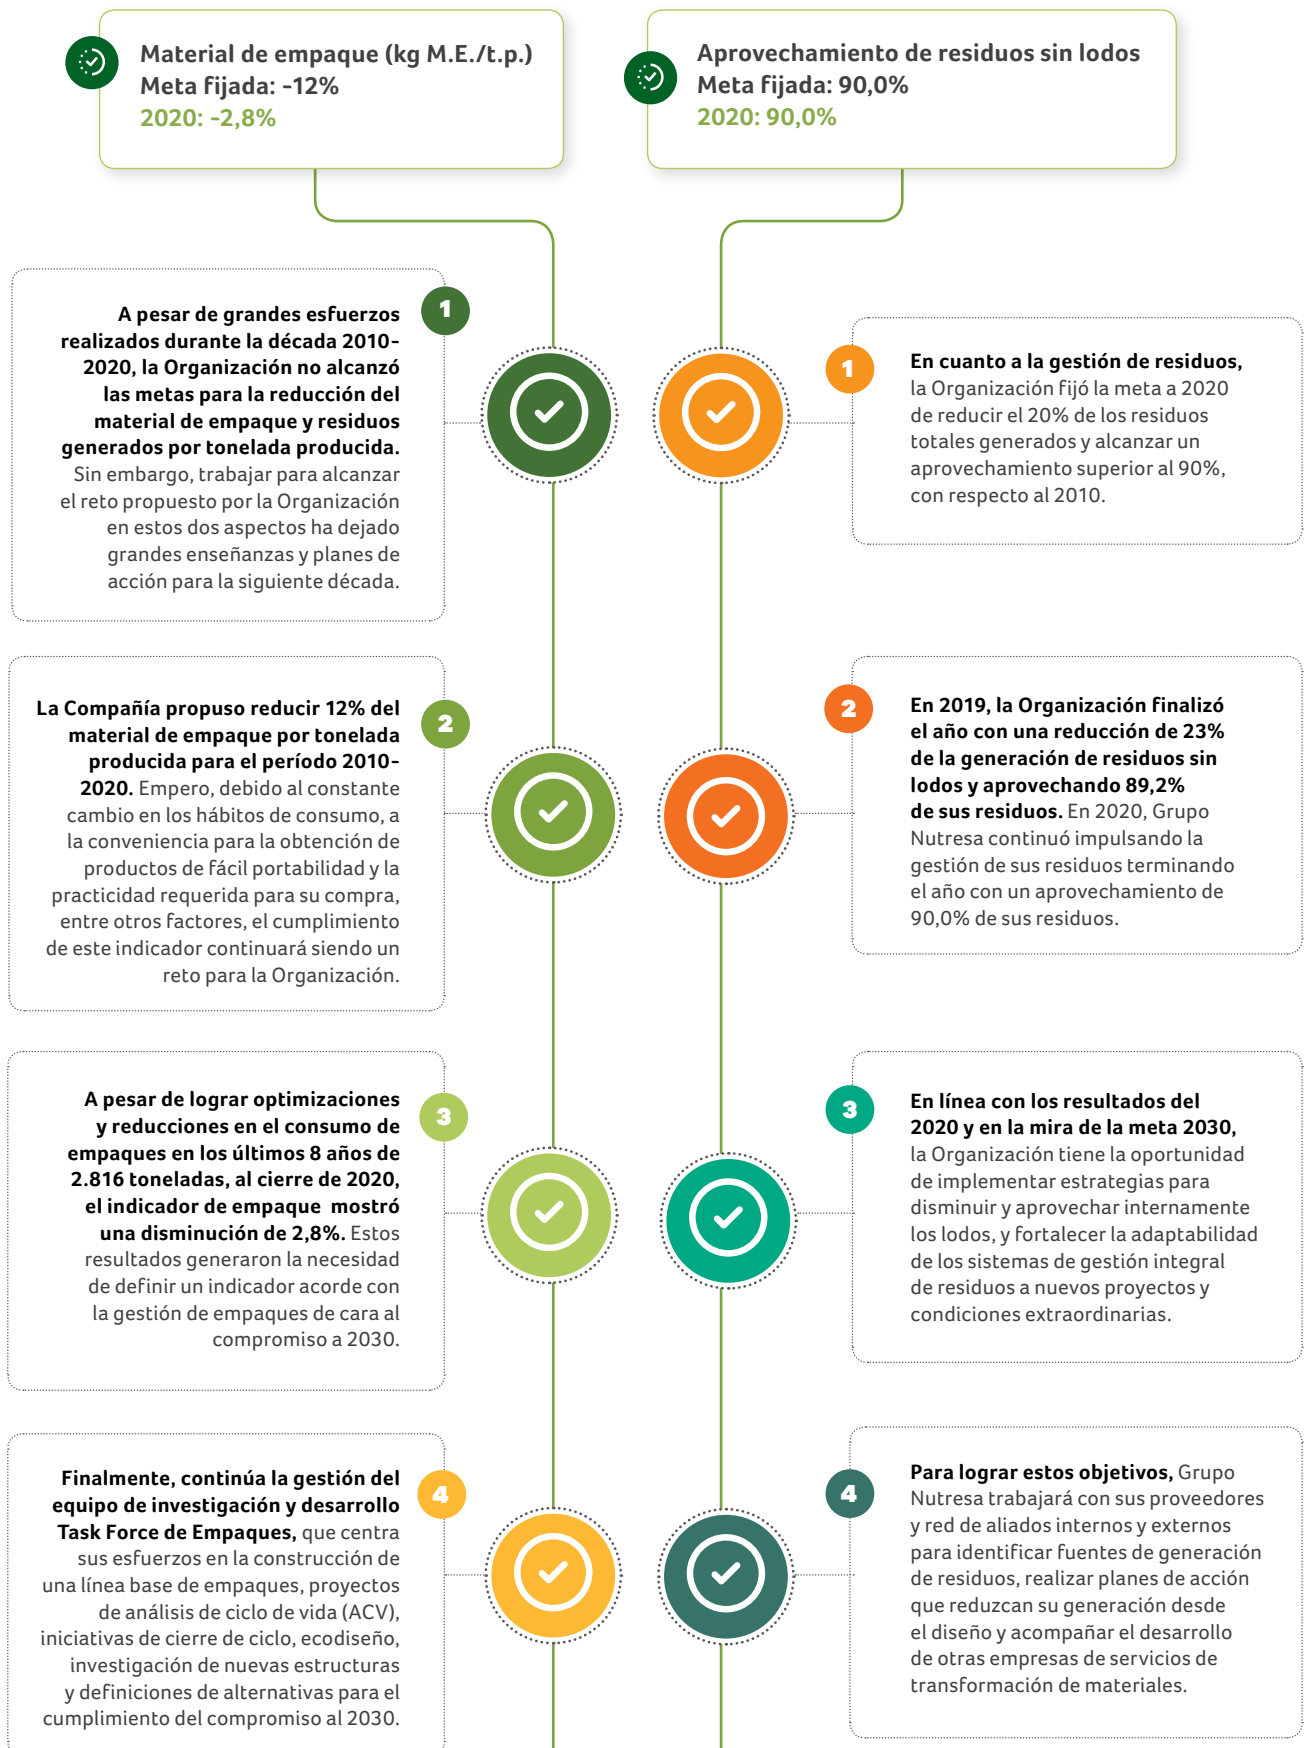 Material de empaque (kg M.E./t.p.)
Meta fijada: -12%
2020: -2,8%
Aprovechamiento de residuos sin lodos
Meta fijada: 90,0%
2020: 90,0%
1
A pesar de grandes esfuerzos
realizados durante la década 2010-
2020, la Organización no alcanzó
las metas para la reducción del
material de empaque y residuos
generados por tonelada producida.
Sin embargo, trabajar para alcanzar
el reto propuesto por la Organización
en estos dos aspectos ha dejado
grandes enseñanzas y planes de
acción para la siguiente década.
2
La Compañía propuso reducir 12% del
material de empaque por tonelada
producida para el período 2010-
2020. Empero, debido al constante
cambio en los hábitos de consumo, a
la conveniencia para la obtención de
productos de fácil portabilidad y la
practicidad requerida para su compra,
entre otros factores, el cumplimiento
de este indicador continuará siendo un
reto para la Organización.
3
A pesar de lograr optimizaciones
y reducciones en el consumo de
empaques en los últimos 8 años de
2.816 toneladas, al cierre de 2020,
el indicador de empaque mostró
una disminución de 2,8%. Estos
resultados generaron la necesidad
de definir un indicador acorde con
la gestión de empaques de cara al
compromiso a 2030.
4
Finalmente, continúa la gestión del
equipo de investigación y desarrollo
Task Force de Empaques, que centra
sus esfuerzos en la construcción de
una línea base de empaques, proyectos
de análisis de ciclo de vida (ACV),
iniciativas de cierre de ciclo, ecodiseño,
investigación de nuevas estructuras
y definiciones de alternativas para el
cumplimiento del compromiso al 2030.
1
En cuanto a la gestión de residuos,
la Organización fijó la meta a 2020
de reducir el 20% de los residuos
totales generados y alcanzar un
aprovechamiento superior al 90%,
con respecto al 2010.
2
En 2019, la Organización finalizó
el año con una reducción de 23%
de la generación de residuos sin
lodos y aprovechando 89,2%
de sus residuos. En 2020, Grupo
Nutresa continuó impulsando la
gestión de sus residuos terminando
el año con un aprovechamiento de
90,0% de sus residuos.
3
En línea con los resultados del
2020 y en la mira de la meta 2030,
la Organización tiene la oportunidad
de implementar estrategias para
disminuir y aprovechar internamente
los lodos, y fortalecer la adaptabilidad
de los sistemas de gestión integral
de residuos a nuevos proyectos y
condiciones extraordinarias.
4
Para lograr estos objetivos, Grupo
Nutresa trabajará con sus proveedores
y red de aliados internos y externos
para identificar fuentes de generación
de residuos, realizar planes de acción
que reduzcan su generación desde
el diseño y acompañar el desarrollo
de otras empresas de servicios de
transformación de materiales.